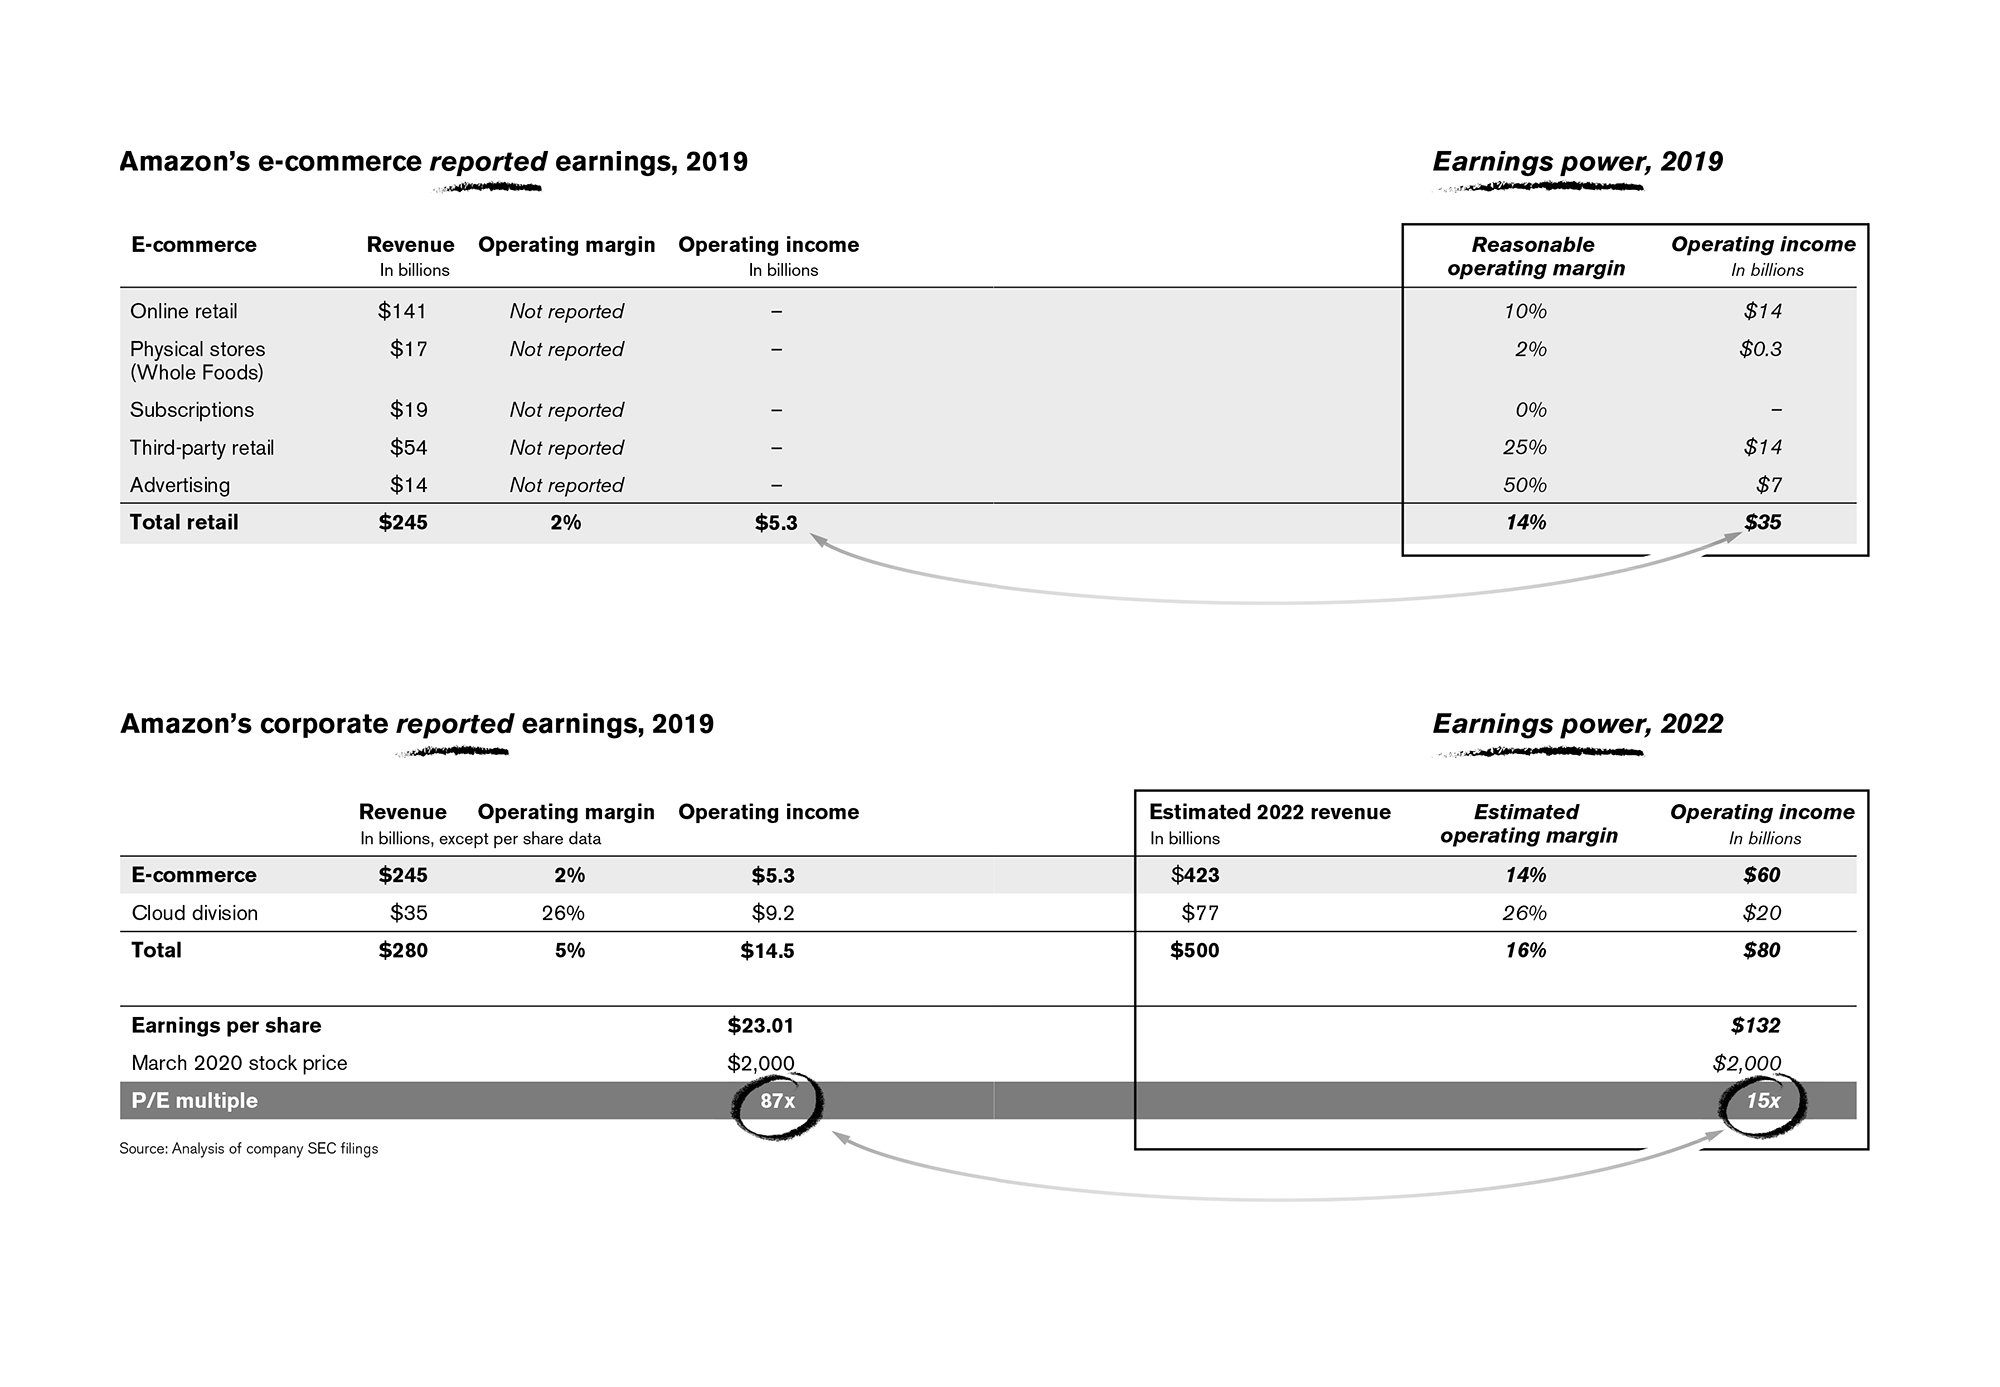 Amazon’s e-commerce reported earnings, 2019
Earnings power, 2019
E-commerce Revenue Operating margin Operating income Reasonable operating margin Operating income
In billions In billions In billions
Online retail $141 Not reported – 10% $14
Physical stores $17 Not reported – 2% $0.3
(Whole Foods)
Subscriptions $19 Not reported – 0% –
Third-party retail $54 Not reported – 25% $14
Advertising $14 Not reported – 50% $7
Total retail $245 2% $5.3 14% $35
Amazon’s corporate reported earnings, 2019
Earnings power, 2022
Revenue Operating margin Operating income Estimated 2022 revenue Estimated operating margin Operating income
In billions, except per share data In billions In billions
E-commerce $245 2% $5.3 $423 14% $60
Cloud division $35 26% $9.2 $77 26% $20
Total $280 5% $14.5 $500 16% $80
Earnings per share $23.01 $132
March 2020 stock price $2,000 $2,000
P/E multiple 87x 15x
Source: Analysis of company SEC filings